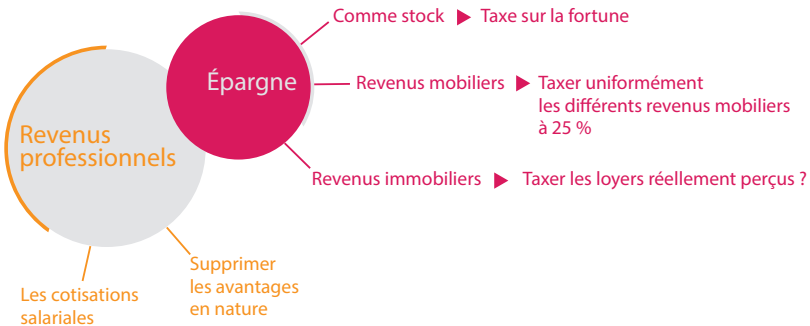 Comme stock ▶ Taxe sur la fortune
Épargne
Revenus mobiliers ▶ Taxer uniformément
les différents revenus mobiliers
à 25 %
Revenus
professionnels
Revenus immobiliers ▶ Taxer les loyers réellement perçus ?
Supprimer
les avantages
en nature
Les cotisations
salariales